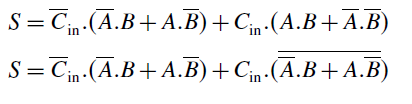 S = C̅in.(A̅.B + A.B̅) + Cin.(A.B + A̅.B̅)
S = C̅in.(A̅.B + A.B̅) + Cin.(A̅.̅B̅ ̅+̅ ̅A̅.̅B̅)